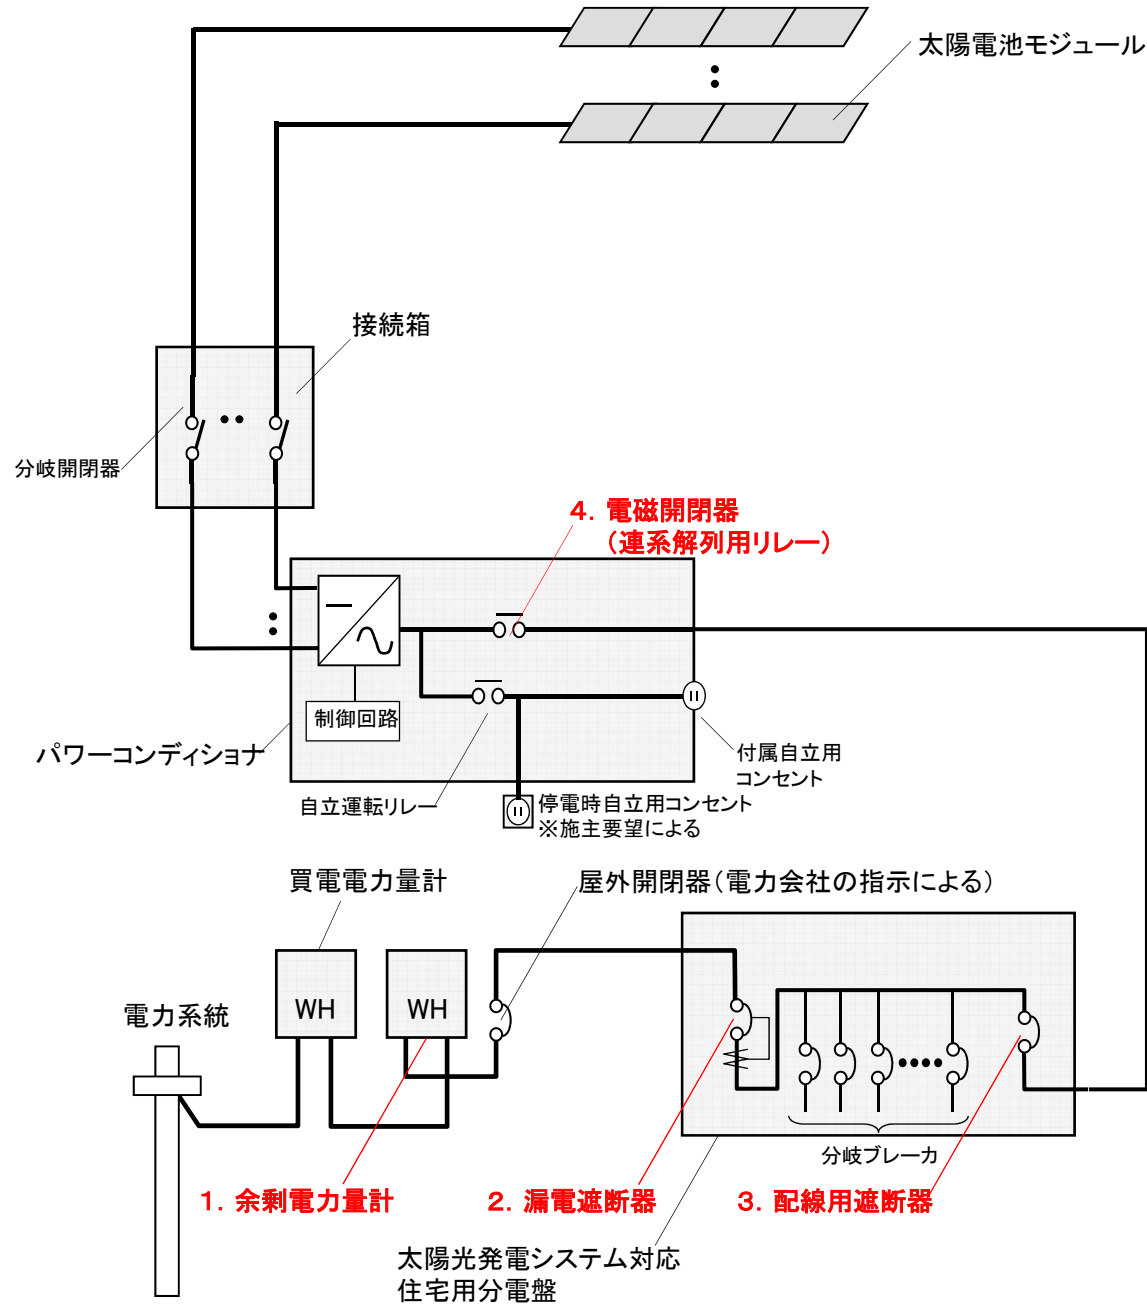 太陽電池モジュール
接続箱
分岐開閉器
4. 電磁開閉器
(連系解列用リレー)
制御回路
パワーコンディショナ
付属自立用
コンセント
自立運転リレー
停電時自立用コンセント
※施主要望による
買電電力量計
屋外開閉器(電力会社の指示による)
WH
WH
電力系統
分岐ブレーカ
1. 余剰電力量計
2. 漏電遮断器
3. 配線用遮断器
太陽光発電システム対応
住宅用分電盤